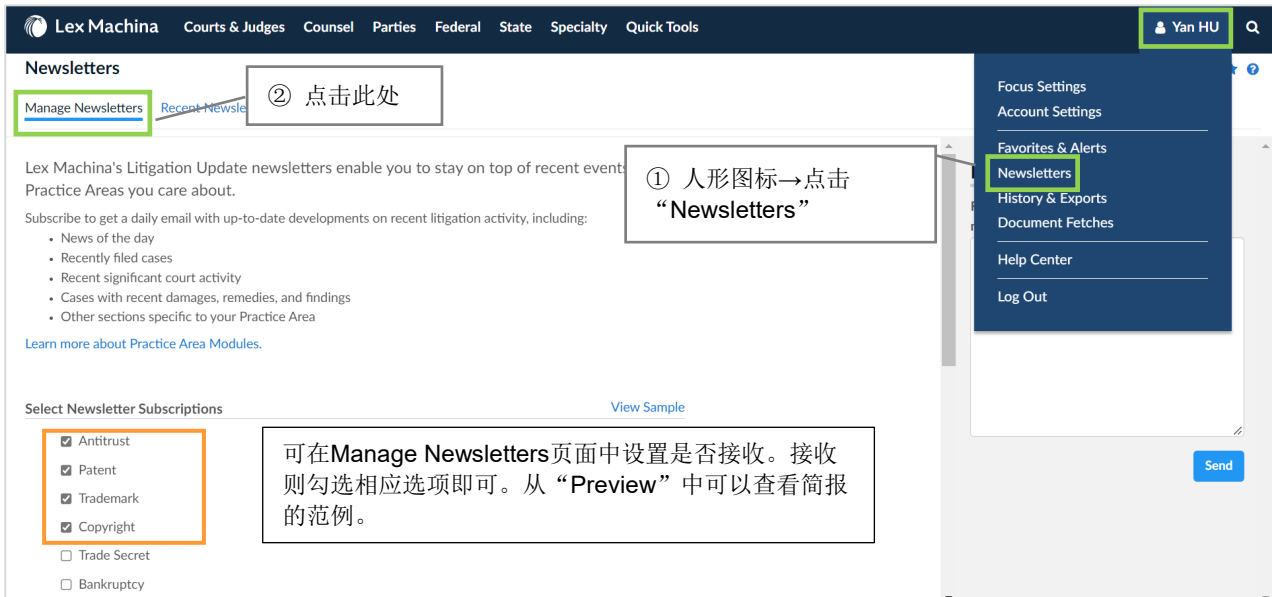 Lex Machina Courts & Judges Counsel Parties Federal State Specialty Quick Tools Yan HU
Newsletters
Manage Newsletters Recent Newsle
② 点击此处
Focus Settings
Account Settings
Favorites & Alerts
Newsletters
History & Exports
Document Fetches
Help Center
Log Out
① 人形图标→点击
“Newsletters”
Lex Machina's Litigation Update newsletters enable you to stay on top of recent events
Practice Areas you care about.
Subscribe to get a daily email with up-to-date developments on recent litigation activity, including:
• News of the day
• Recently filed cases
• Recent significant court activity
• Cases with recent damages, remedies, and findings
• Other sections specific to your Practice Area
Learn more about Practice Area Modules.
Select Newsletter Subscriptions View Sample
Antitrust
Patent
Trademark
Copyright
Trade Secret
Bankruptcy
可在Manage Newsletters页面中设置是否接收。接收
则勾选相应选项即可。从“Preview”中可以查看简报
的范例。
Send